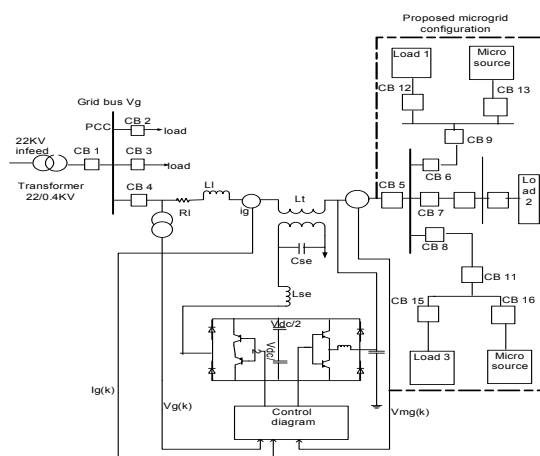 Proposed microgrid
configuration
Load 1
Micro
source
CB 12
CB 13
CB 9
Grid bus Vg
PCC
CB 2
load
22KV
infeed
CB 1
CB 3
load
Transformer
22/0.4KV
CB 4
Rl
Ll
ig
Lt
CB 5
CB 6
CB 7
Lo
ad
2
CB 8
Cse
CB 11
Lse
CB 15
CB 16
Vdc/2
Vdc/
2
Load 3
Micro
source
Ig(k)
Vg(k)
Control
diagram
Vmg(k)